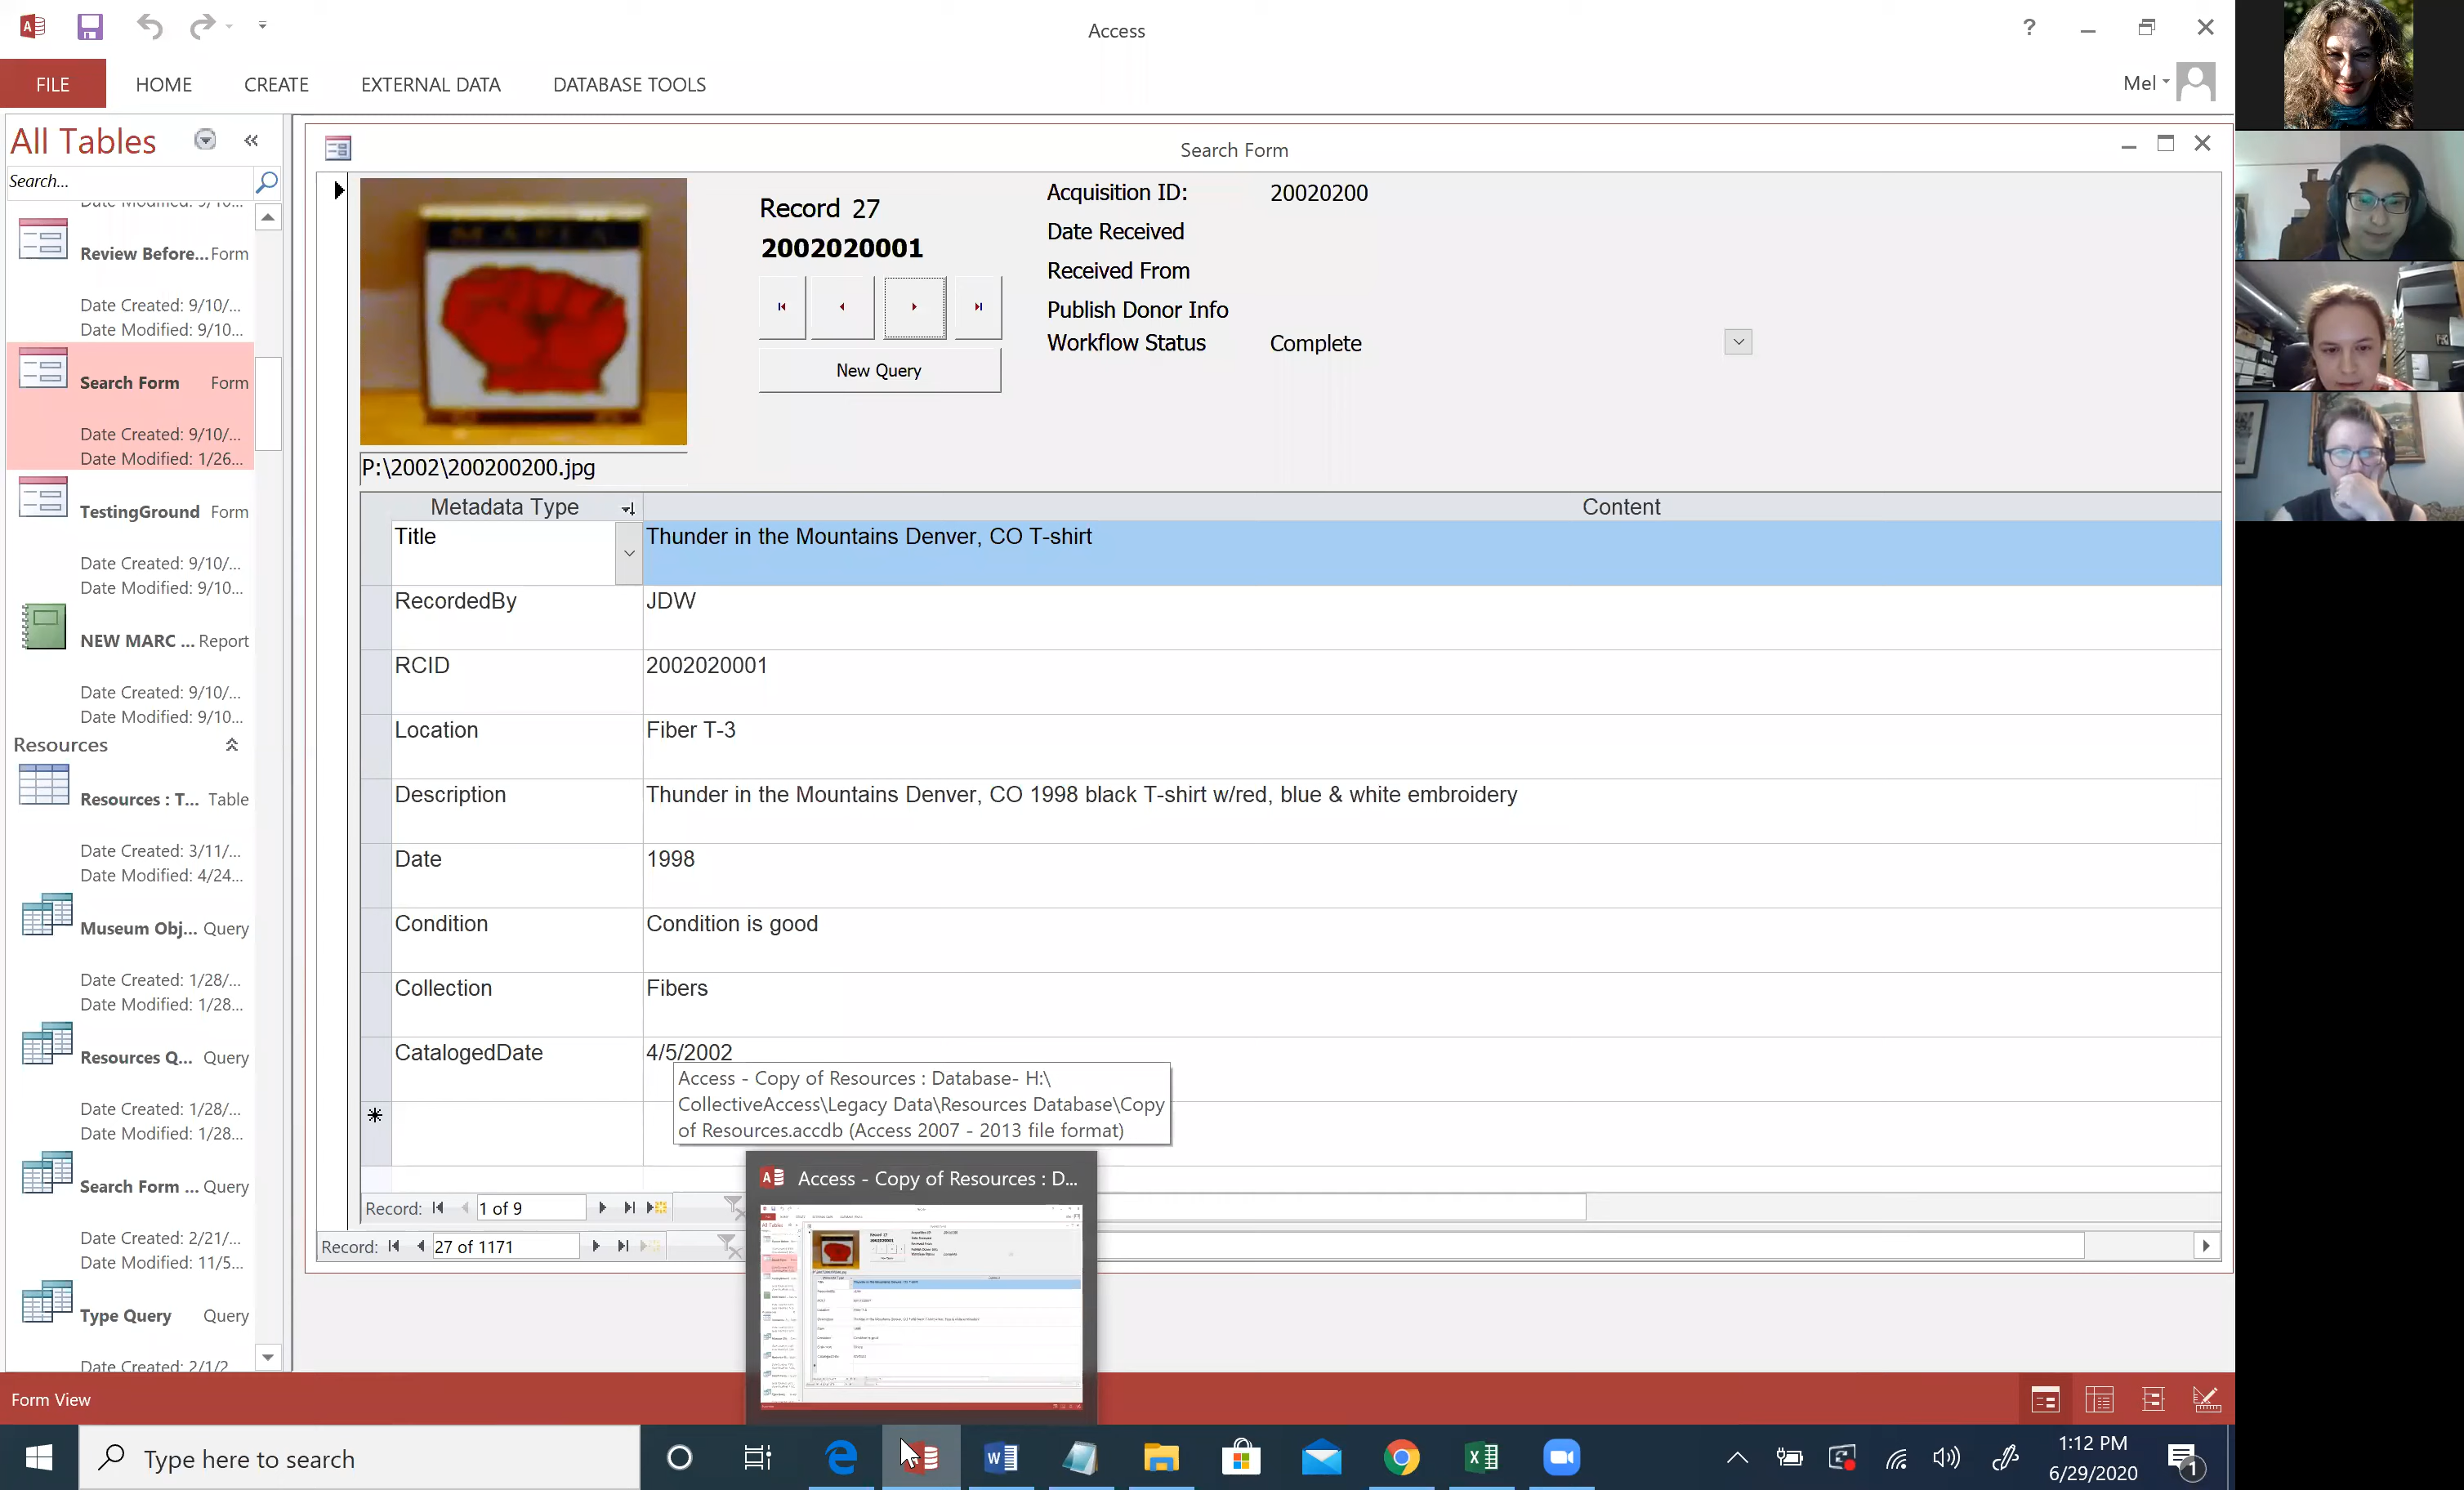 Access
?
FILE HOME CREATE EXTERNAL DATA DATABASE TOOLS
Mel
All Tables
Search...
Review Before... Form
Date Created: 9/10/...
Date Modified: 9/10...
Search Form Form
Date Created: 9/10/...
Date Modified: 1/26...
TestingGround Form
Date Created: 9/10/...
Date Modified: 9/10...
NEW MARC ... Report
Date Created: 9/10/...
Date Modified: 9/10...
Resources
Resources : T... Table
Date Created: 3/11/...
Date Modified: 4/24...
Museum Obj... Query
Date Created: 1/28/...
Date Modified: 1/28...
Resources Q... Query
Date Created: 1/28/...
Date Modified: 1/28...
Search Form ... Query
Date Created: 2/21/...
Date Modified: 11/5...
Type Query Query
Date Created: 2/1/2
Search Form
Record 27
2002020001
New Query
Acquisition ID: 20020200
Date Received
Received From
Publish Donor Info
Workflow Status Complete
P:\2002\200200200.jpg
Metadata Type Content
Title Thunder in the Mountains Denver, CO T-shirt
RecordedBy JDW
RCID 2002020001
Location Fiber T-3
Description Thunder in the Mountains Denver, CO 1998 black T-shirt w/red, blue & white embroidery
Date 1998
Condition Condition is good
Collection Fibers
CatalogedDate 4/5/2002
Access - Copy of Resources : Database- H:\
CollectiveAccess\Legacy Data\Resources Database\Copy
of Resources.accdb (Access 2007 - 2013 file format)
Access - Copy of Resources : D...
Record: 1 of 9
Record: 27 of 1171
Form View
Type here to search
1:12 PM
6/29/2020
1